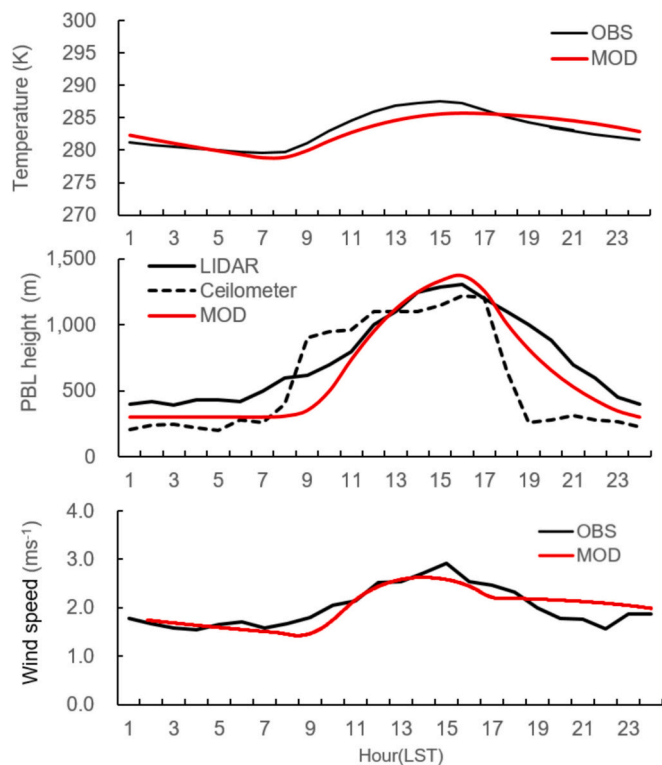 Temperature (K)
300
295
290
285
280
275
270
OBS
MOD
1 3 5 7 9 11 13 15 17 19 21 23
PBL height (m)
1,500
1,000
500
0
LIDAR
Ceilometer
MOD
1 3 5 7 9 11 13 15 17 19 21 23
Wind speed (ms⁻¹)
4.0
3.0
2.0
1.0
0.0
OBS
MOD
1 3 5 7 9 11 13 15 17 19 21 23
Hour(LST)